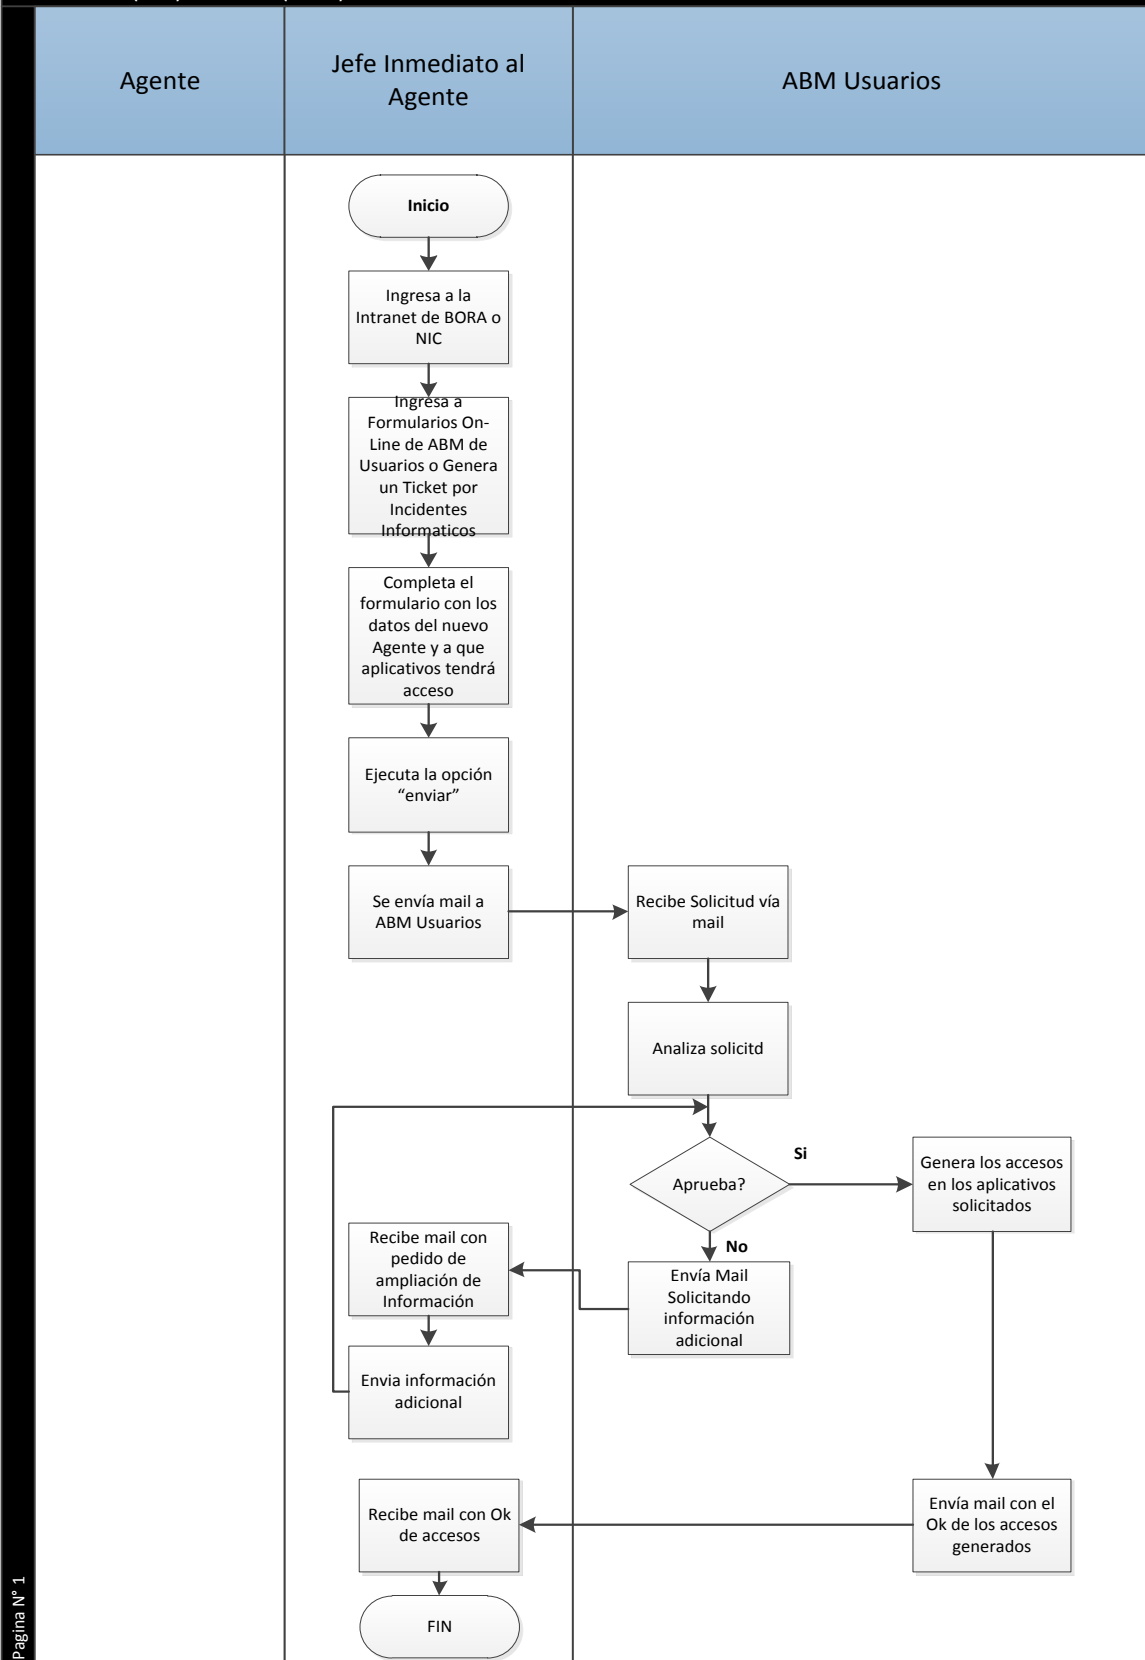 Agente
Jefe Inmediato al
Agente
ABM Usuarios
Inicio
Ingresa a la
Intranet de BORA o
NIC
Ingresa a
Formularios On-
Line de ABM de
Usuarios o Genera
un Ticket por
Incidentes
Informaticos
Completa el
formulario con los
datos del nuevo
Agente y a que
aplicativos tendrá
acceso
Ejecuta la opción
“enviar”
Se envía mail a
ABM Usuarios
Recibe Solicitud vía
mail
Analiza solicitd
Aprueba?
Si
Genera los accesos
en los aplicativos
solicitados
No
Envía Mail
Solicitando
información
adicional
Recibe mail con
pedido de
ampliación de
Información
Envia información
adicional
Envía mail con el
Ok de los accesos
generados
Recibe mail con Ok
de accesos
FIN
Pagina N° 1